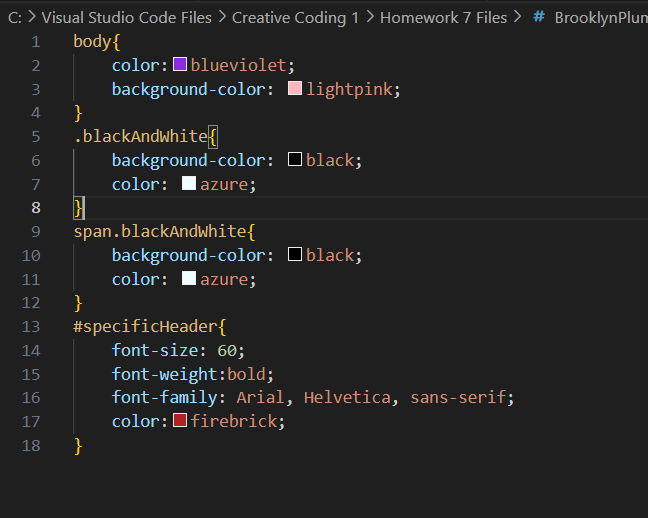 C: > Visual Studio Code Files > Creative Coding 1 > Homework 7 Files > # BrooklynPlum
1 body{
2     color: blueviolet;
3     background-color: lightpink;
4 }
5 .blackAndWhite{
6     background-color: black;
7     color: azure;
8 }
9 span.blackAndWhite{
10     background-color: black;
11     color: azure;
12 }
13 #specificHeader{
14     font-size: 60;
15     font-weight:bold;
16     font-family: Arial, Helvetica, sans-serif;
17     color: firebrick;
18 }